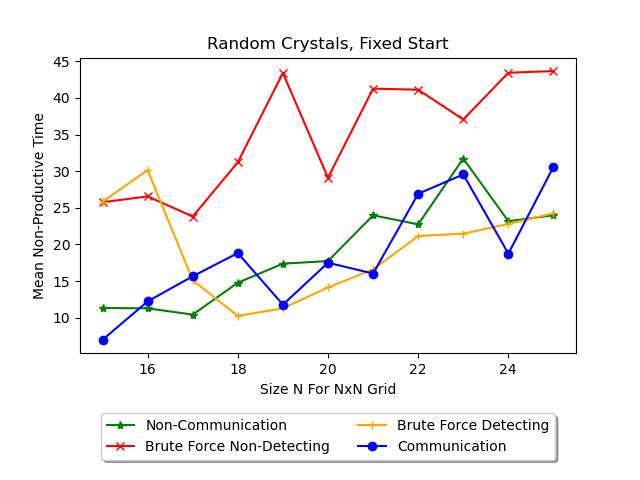 Random Crystals, Fixed Start
45
40
35
30
25
20
15
10
Mean Non-Productive Time
16 18 20 22 24
Size N For NxN Grid
Non-Communication
Brute Force Non-Detecting
Brute Force Detecting
Communication